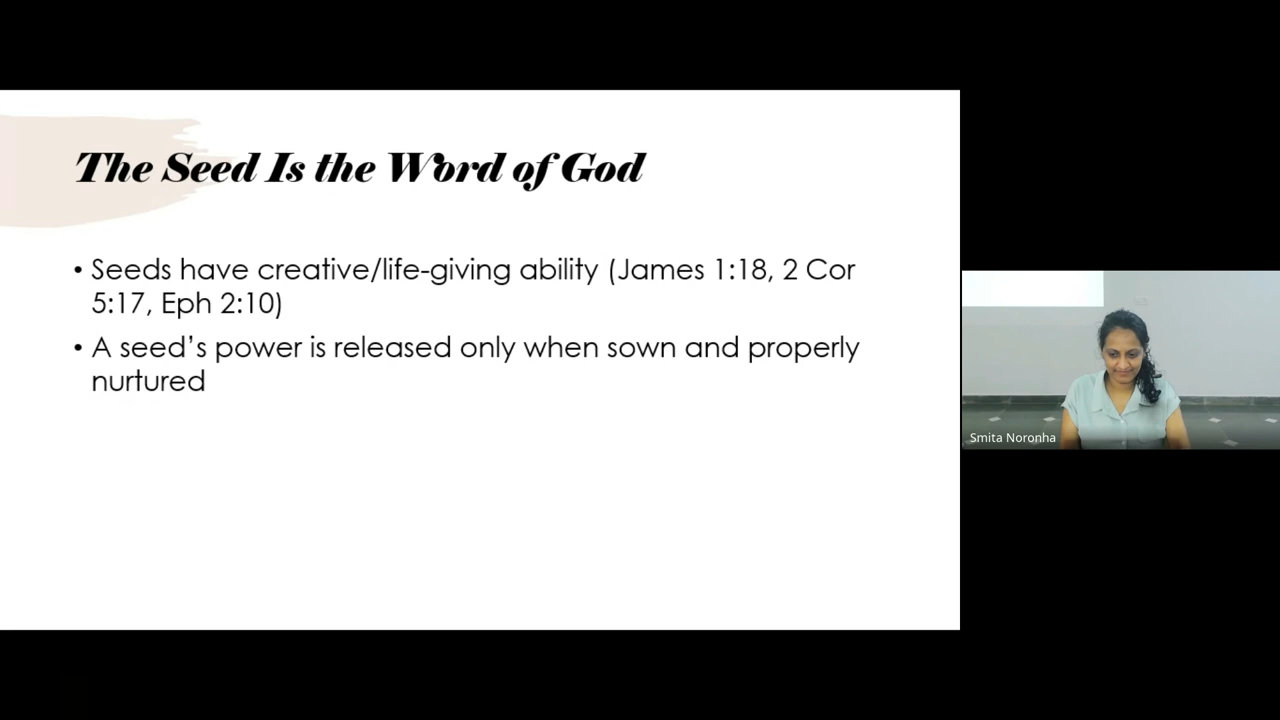 The Seed Is the Word of God
• Seeds have creative/life-giving ability (James 1:18, 2 Cor
5:17, Eph 2:10)
• A seed’s power is released only when sown and properly
nurtured
Smita Noronha